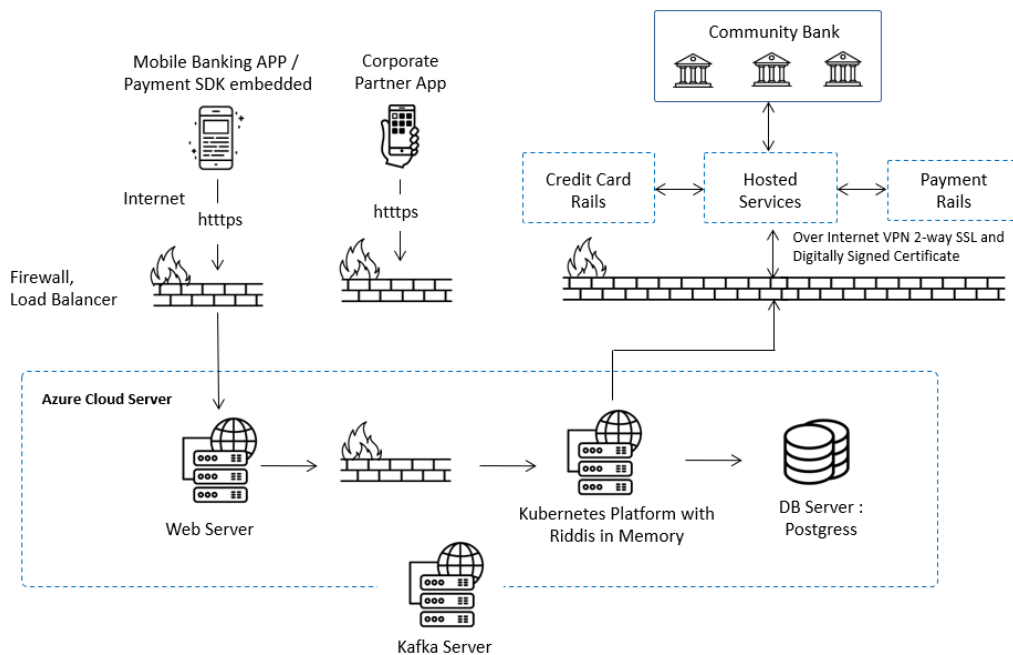 Mobile Banking APP /
Payment SDK embedded
Corporate
Partner App
Community Bank
Internet
htttps
htttps
Credit Card
Rails
Hosted
Services
Payment
Rails
Over Internet VPN 2-way SSL and
Digitally Signed Certificate
Firewall,
Load Balancer
Azure Cloud Server
Web Server
Kubernetes Platform with
Riddis in Memory
DB Server :
Postgress
Kafka Server